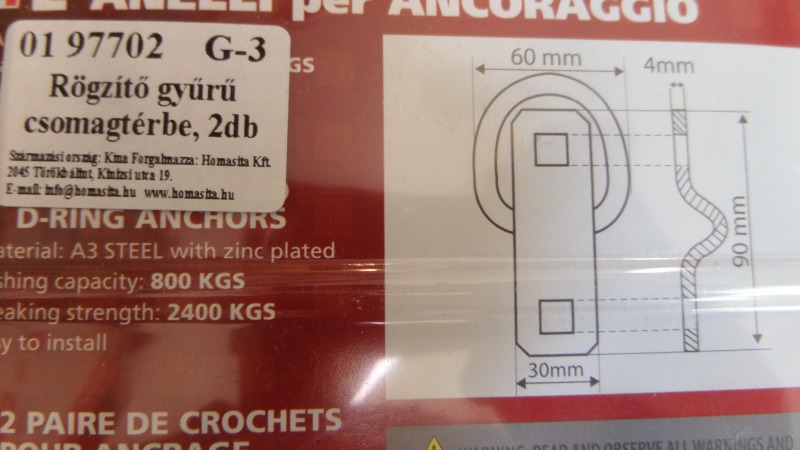 2 ANELLI per ANCORAGGIO
01 97702 G-3
Rögzítő gyűrű
csomagtérbe, 2db
Származási ország: Kína Forgalmazza: Homasita Kft.
2045 Törökbálint, Kinizsi utca 19.
E-mail: info@homasita.hu www.homasita.hu
GS
D-RING ANCHORS
aterial: A3 STEEL with zinc plated
shing capacity: 800 KGS
eaking strength: 2400 KGS
y to install
2 PAIRE DE CROCHETS
POUR ANCRAGE
60 mm
4mm
90 mm
30mm
WARNING: READ AND OBSERVE ALL WARNINGS AND